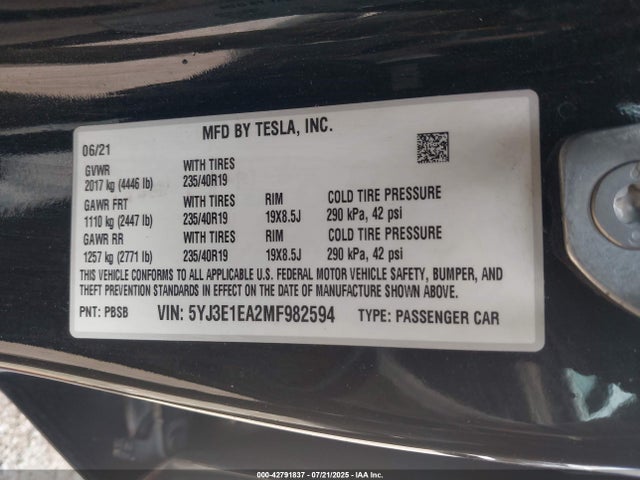 MFD BY TESLA, INC.
06/21
GVWR WITH TIRES
2017 kg (4446 lb) 235/40R19
GAWR FRT WITH TIRES RIM COLD TIRE PRESSURE
1110 kg (2447 lb) 235/40R19 19X8.5J 290 kPa, 42 psi
GAWR RR WITH TIRES RIM COLD TIRE PRESSURE
1257 kg (2771 lb) 235/40R19 19X8.5J 290 kPa, 42 psi
THIS VEHICLE CONFORMS TO ALL APPLICABLE U.S. FEDERAL MOTOR VEHICLE SAFETY, BUMPER, AND
THEFT PREVENTION STANDARDS IN EFFECT ON THE DATE OF MANUFACTURE SHOWN ABOVE.
PNT: PBSB VIN: 5YJ3E1EA2MF982594 TYPE: PASSENGER CAR
000-42791837 - 07/21/2025 - IAA Inc.